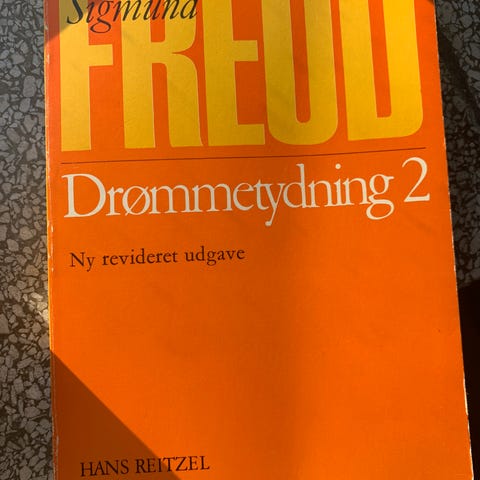 Sigmund
FREUD
Drømmetydning 2
Ny revideret udgave
HANS REITZEL